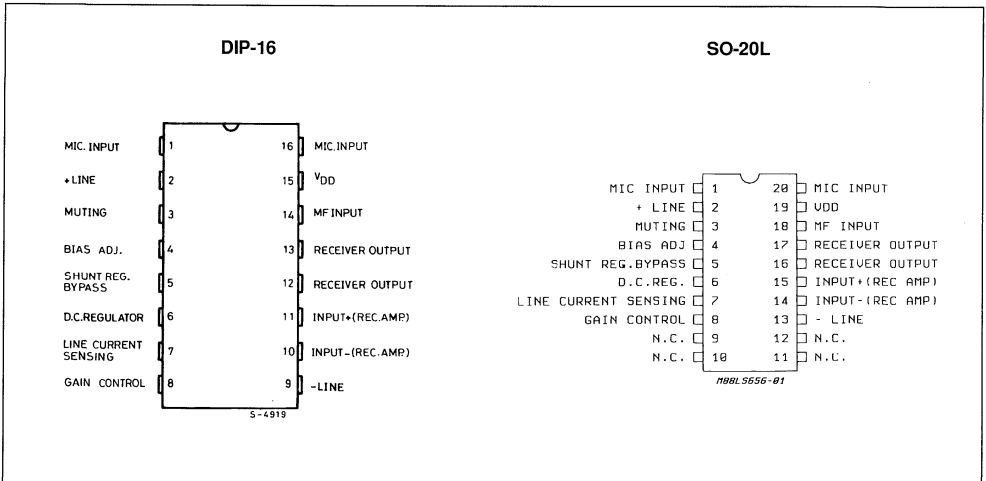 DIP-16
SO-20L
MIC. INPUT 1
+LINE 2
MUTING 3
BIAS ADJ. 4
SHUNT REG.
BYPASS 5
D.C.REGULATOR 6
LINE CURRENT
SENSING 7
GAIN CONTROL 8
16 MIC.INPUT
15 VDD
14 MF INPUT
13 RECEIVER OUTPUT
12 RECEIVER OUTPUT
11 INPUT+(REC.AMP.)
10 INPUT-(REC.AMP.)
9 -LINE
S-4919
MIC INPUT 1
+ LINE 2
MUTING 3
BIAS ADJ 4
SHUNT REG.BYPASS 5
D.C.REG. 6
LINE CURRENT SENSING 7
GAIN CONTROL 8
N.C. 9
N.C. 10
20 MIC INPUT
19 VDD
18 MF INPUT
17 RECEIVER OUTPUT
16 RECEIVER OUTPUT
15 INPUT+(REC AMP)
14 INPUT-(REC AMP)
13 - LINE
12 N.C.
11 N.C.
M88LS656-01